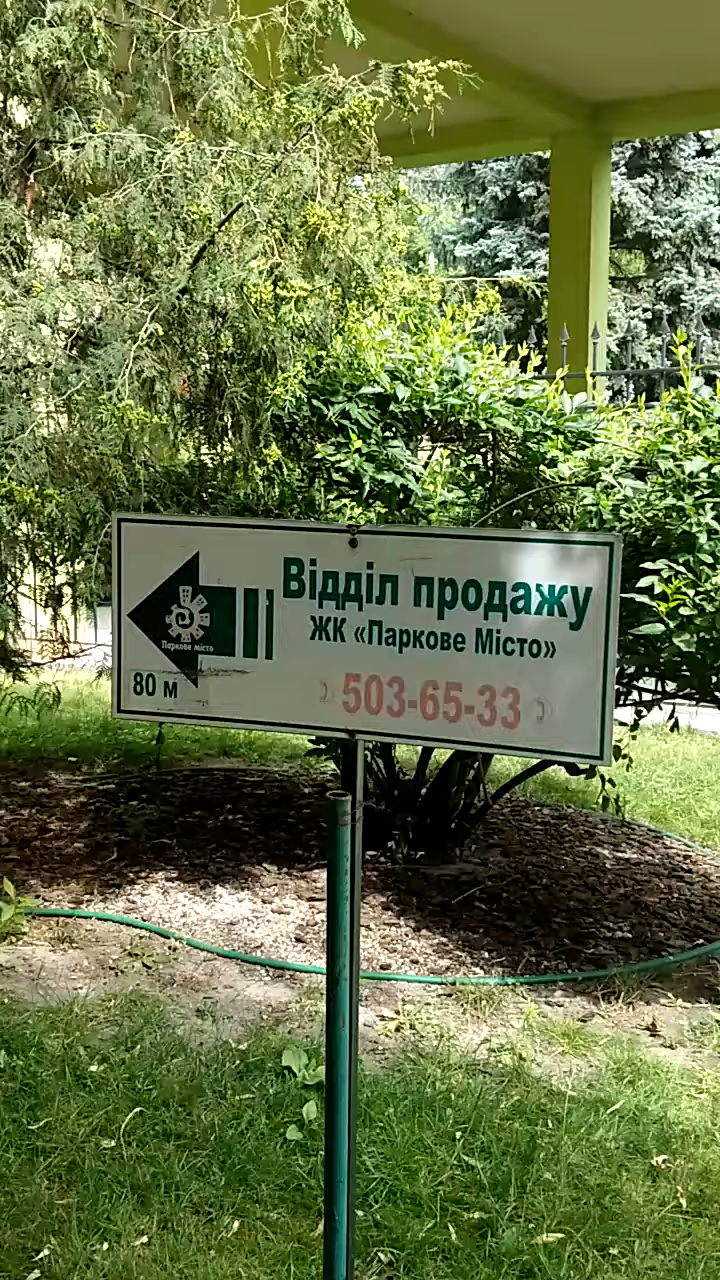 Відділ продажу
ЖК «Паркове Місто»
Паркове місто
80 м
503-65-33